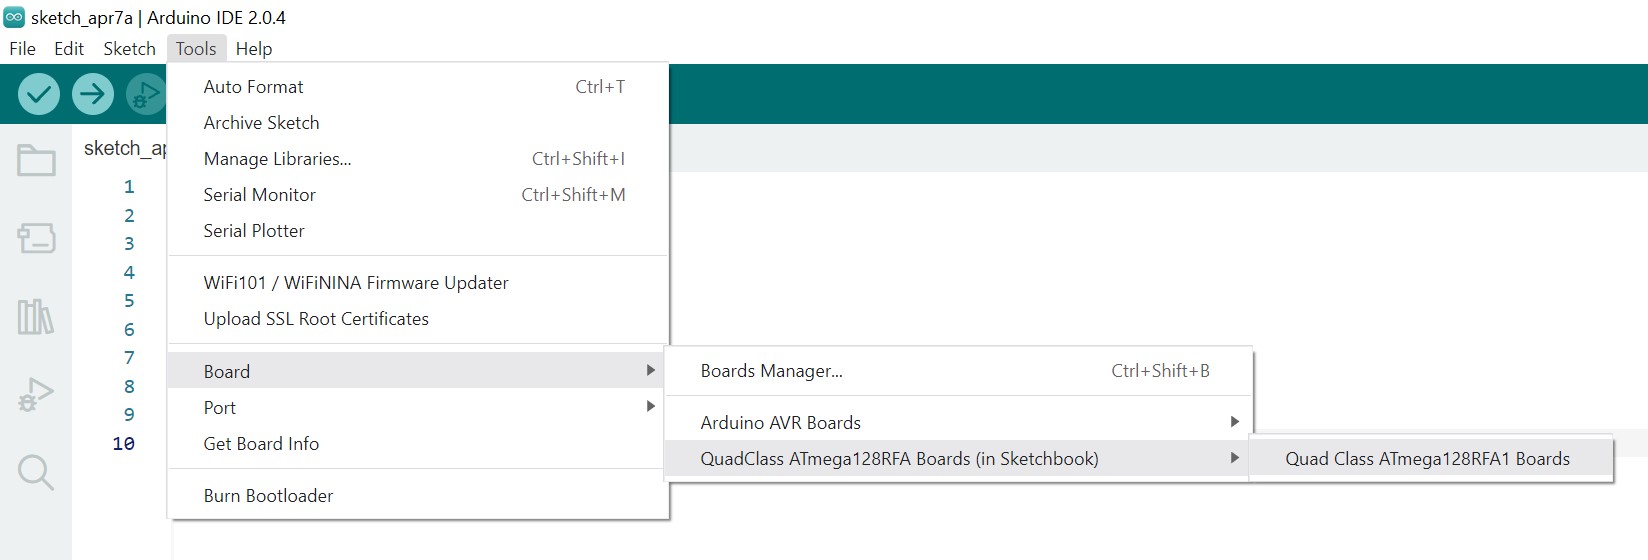 sketch_apr7a | Arduino IDE 2.0.4
File Edit Sketch Tools Help
Auto Format Ctrl+T
Archive Sketch
sketch_ap
Manage Libraries... Ctrl+Shift+I
1
Serial Monitor Ctrl+Shift+M
2
Serial Plotter
3
4
WiFi101 / WiFiNINA Firmware Updater
5
Upload SSL Root Certificates
6
7
Board
Boards Manager... Ctrl+Shift+B
8
Port
9
Arduino AVR Boards
10
Get Board Info
QuadClass ATmega128RFA Boards (in Sketchbook)
Quad Class ATmega128RFA1 Boards
Burn Bootloader